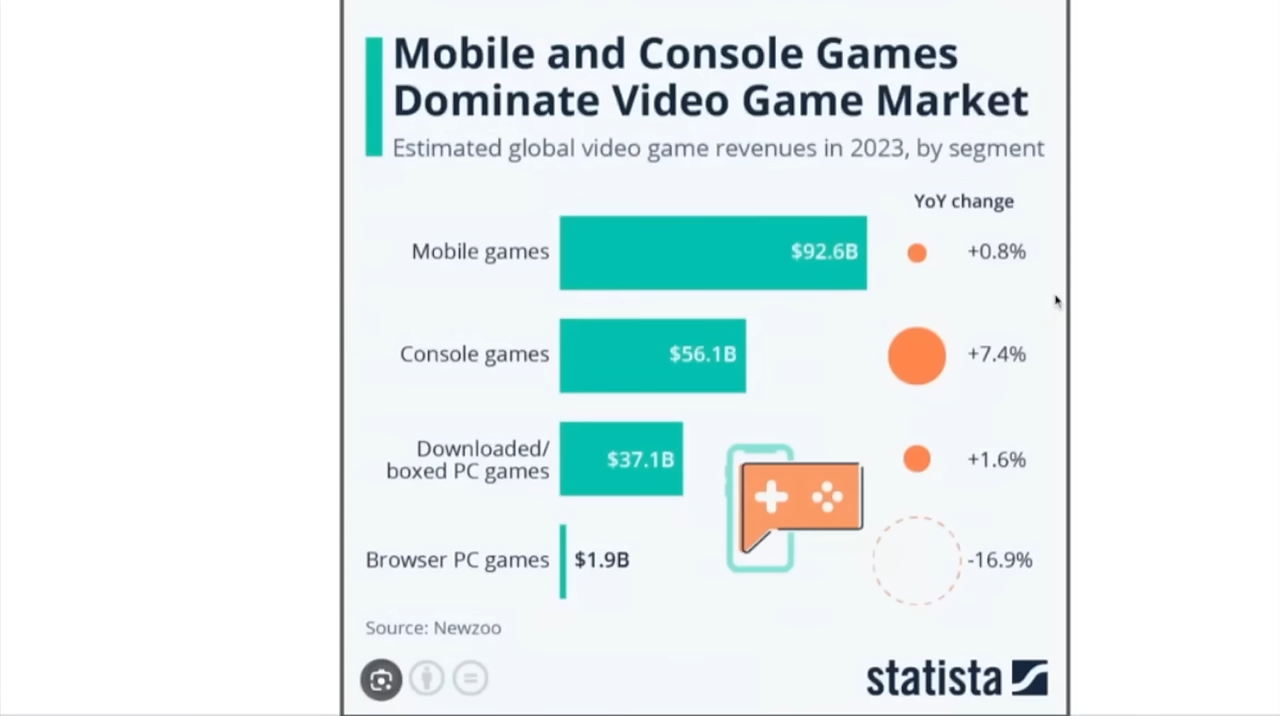 Mobile and Console Games
Dominate Video Game Market
Estimated global video game revenues in 2023, by segment
YoY change
Mobile games $92.6B +0.8%
Console games $56.1B +7.4%
Downloaded/
boxed PC games $37.1B +1.6%
Browser PC games $1.9B -16.9%
Source: Newzoo
statista